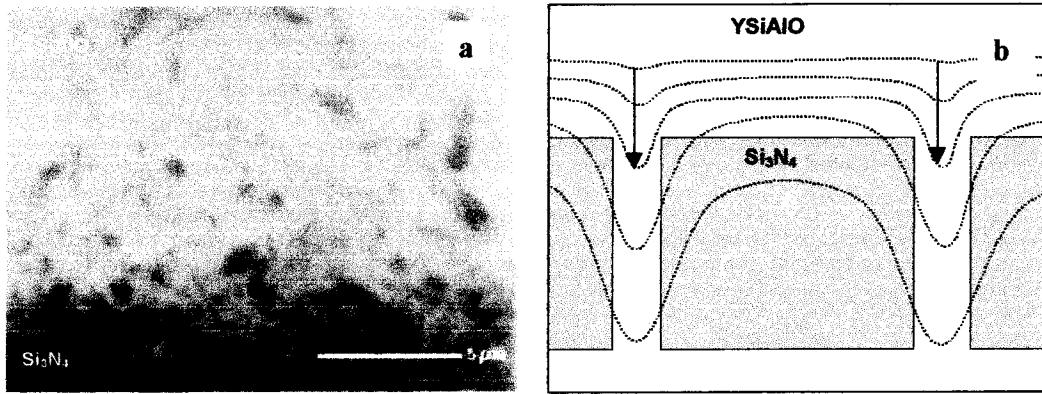 a
Si₃N₄
5 μm
YSiAlO
b
Si₃N₄